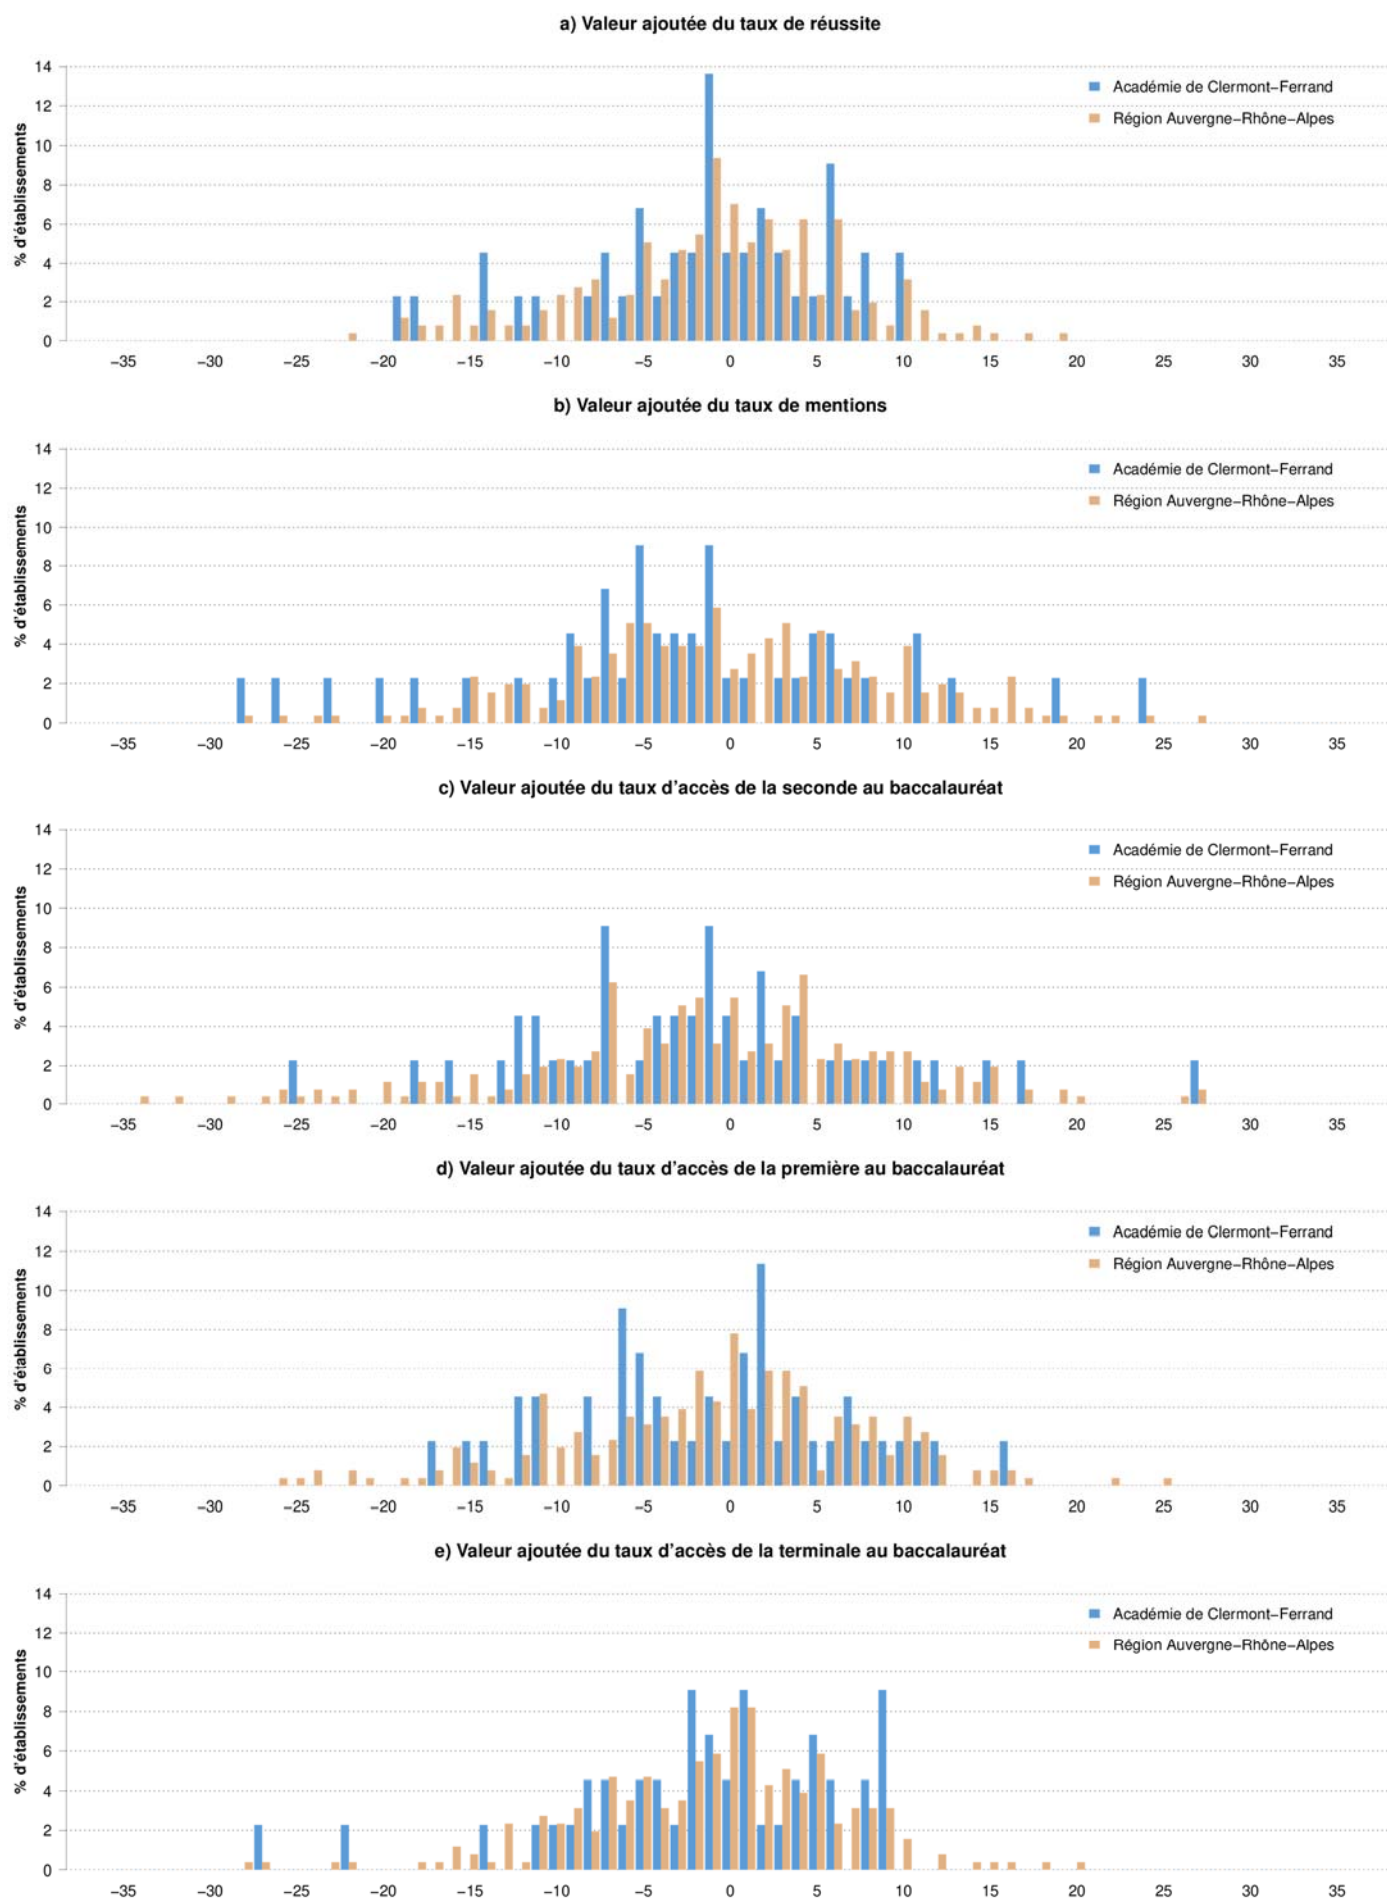 a) Valeur ajoutée du taux de réussite
% d'établissements
14
12
10
8
6
4
2
0
Académie de Clermont–Ferrand
Région Auvergne–Rhône–Alpes
−35 −30 −25 −20 −15 −10 −5 0 5 10 15 20 25 30 35
b) Valeur ajoutée du taux de mentions
% d'établissements
14
12
10
8
6
4
2
0
Académie de Clermont–Ferrand
Région Auvergne–Rhône–Alpes
−35 −30 −25 −20 −15 −10 −5 0 5 10 15 20 25 30 35
c) Valeur ajoutée du taux d'accès de la seconde au baccalauréat
% d'établissements
14
12
10
8
6
4
2
0
Académie de Clermont–Ferrand
Région Auvergne–Rhône–Alpes
−35 −30 −25 −20 −15 −10 −5 0 5 10 15 20 25 30 35
d) Valeur ajoutée du taux d'accès de la première au baccalauréat
% d'établissements
14
12
10
8
6
4
2
0
Académie de Clermont–Ferrand
Région Auvergne–Rhône–Alpes
−35 −30 −25 −20 −15 −10 −5 0 5 10 15 20 25 30 35
e) Valeur ajoutée du taux d'accès de la terminale au baccalauréat
% d'établissements
14
12
10
8
6
4
2
0
Académie de Clermont–Ferrand
Région Auvergne–Rhône–Alpes
−35 −30 −25 −20 −15 −10 −5 0 5 10 15 20 25 30 35